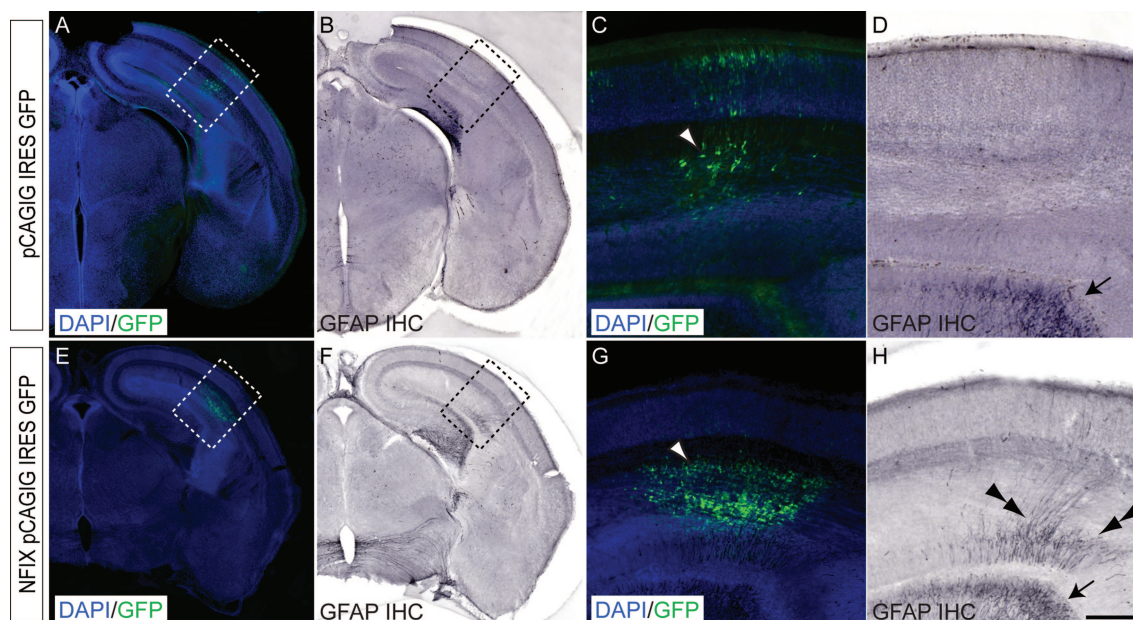 pCAGIG IRES GFP
A
DAPI/GFP
B
GFAP IHC
C
DAPI/GFP
D
GFAP IHC
NFIX pCAGIG IRES GFP
E
DAPI/GFP
F
GFAP IHC
G
DAPI/GFP
H
GFAP IHC